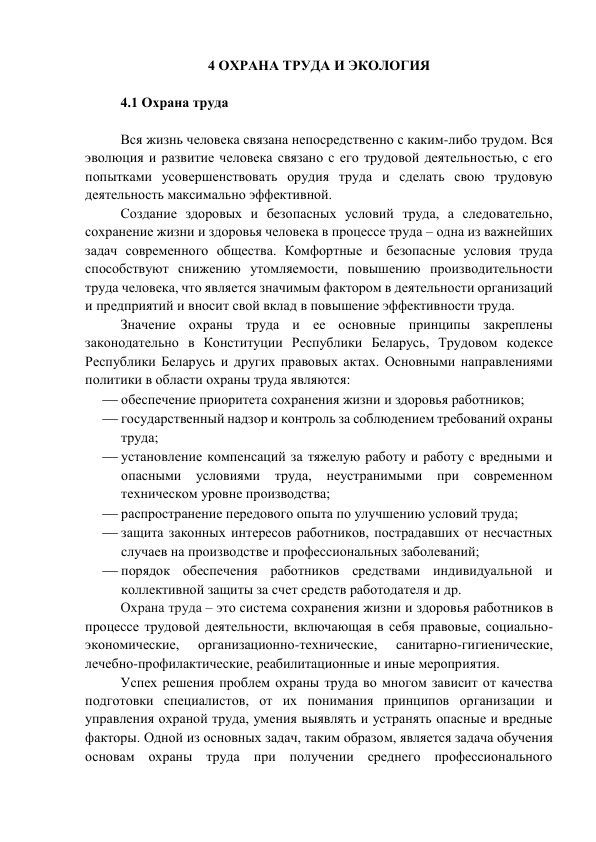 4 ОХРАНА ТРУДА И ЭКОЛОГИЯ
4.1 Охрана труда
Вся жизнь человека связана непосредственно с каким-либо трудом. Вся
эволюция и развитие человека связано с его трудовой деятельностью, с его
попытками усовершенствовать орудия труда и сделать свою трудовую
деятельность максимально эффективной.
Создание здоровых и безопасных условий труда, а следовательно,
сохранение жизни и здоровья человека в процессе труда – одна из важнейших
задач современного общества. Комфортные и безопасные условия труда
способствуют снижению утомляемости, повышению производительности
труда человека, что является значимым фактором в деятельности организаций
и предприятий и вносит свой вклад в повышение эффективности труда.
Значение охраны труда и ее основные принципы закреплены
законодательно в Конституции Республики Беларусь, Трудовом кодексе
Республики Беларусь и других правовых актах. Основными направлениями
политики в области охраны труда являются:
— обеспечение приоритета сохранения жизни и здоровья работников;
— государственный надзор и контроль за соблюдением требований охраны
труда;
— установление компенсаций за тяжелую работу и работу с вредными и
опасными условиями труда, неустранимыми при современном
техническом уровне производства;
— распространение передового опыта по улучшению условий труда;
— защита законных интересов работников, пострадавших от несчастных
случаев на производстве и профессиональных заболеваний;
— порядок обеспечения работников средствами индивидуальной и
коллективной защиты за счет средств работодателя и др.
Охрана труда – это система сохранения жизни и здоровья работников в
процессе трудовой деятельности, включающая в себя правовые, социально-
экономические, организационно-технические, санитарно-гигиенические,
лечебно-профилактические, реабилитационные и иные мероприятия.
Успех решения проблем охраны труда во многом зависит от качества
подготовки специалистов, от их понимания принципов организации и
управления охраной труда, умения выявлять и устранять опасные и вредные
факторы. Одной из основных задач, таким образом, является задача обучения
основам охраны труда при получении среднего профессионального